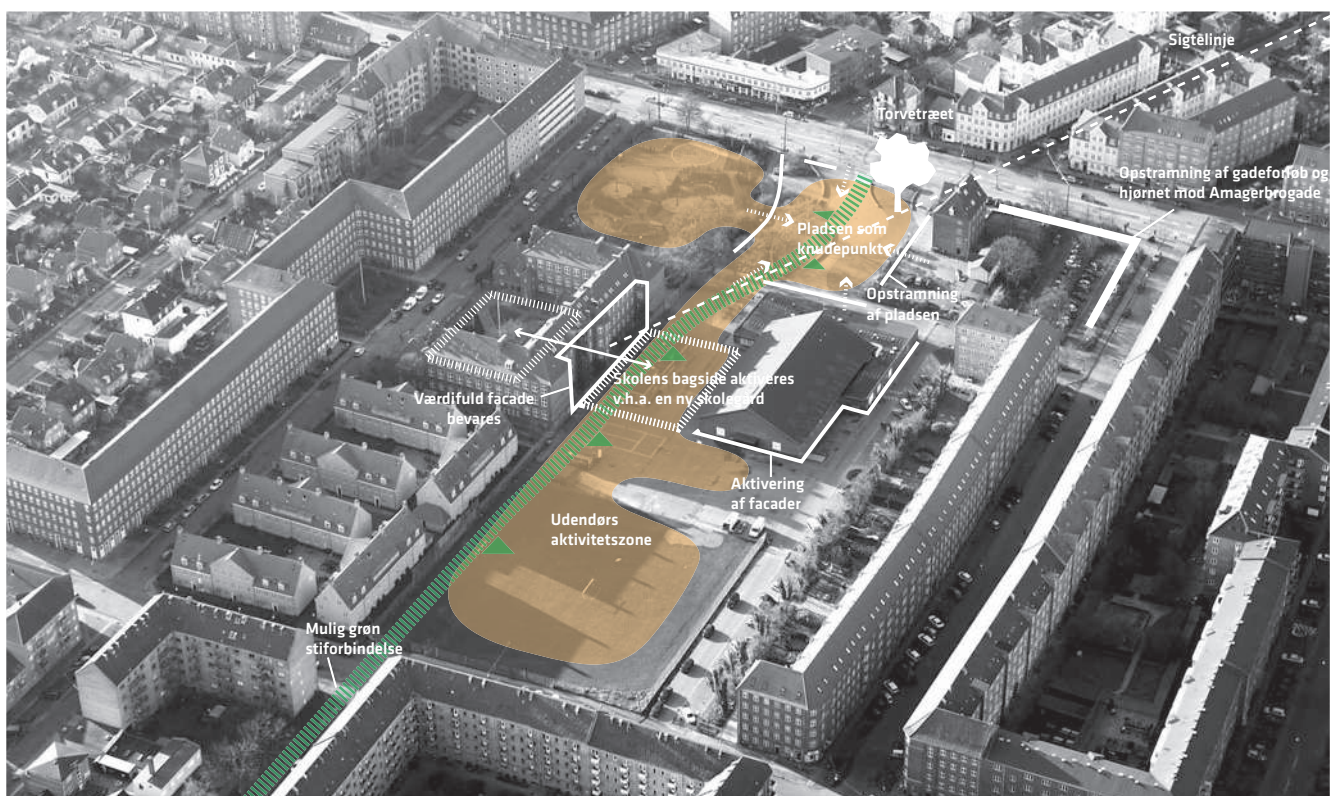 Sigtelinje
Torvetræet
Opstramning af gadeforløb og
hjørnet mod Amagerbrogade
Pladsen som
knudepunkt
Opstramning
af pladsen
Skolens bagside aktiveres
v.h.a. en ny skolegård
Værdifuld facade
bevares
Aktivering
af facader
Udendørs
aktivitetszone
Mulig grøn
stiforbindelse